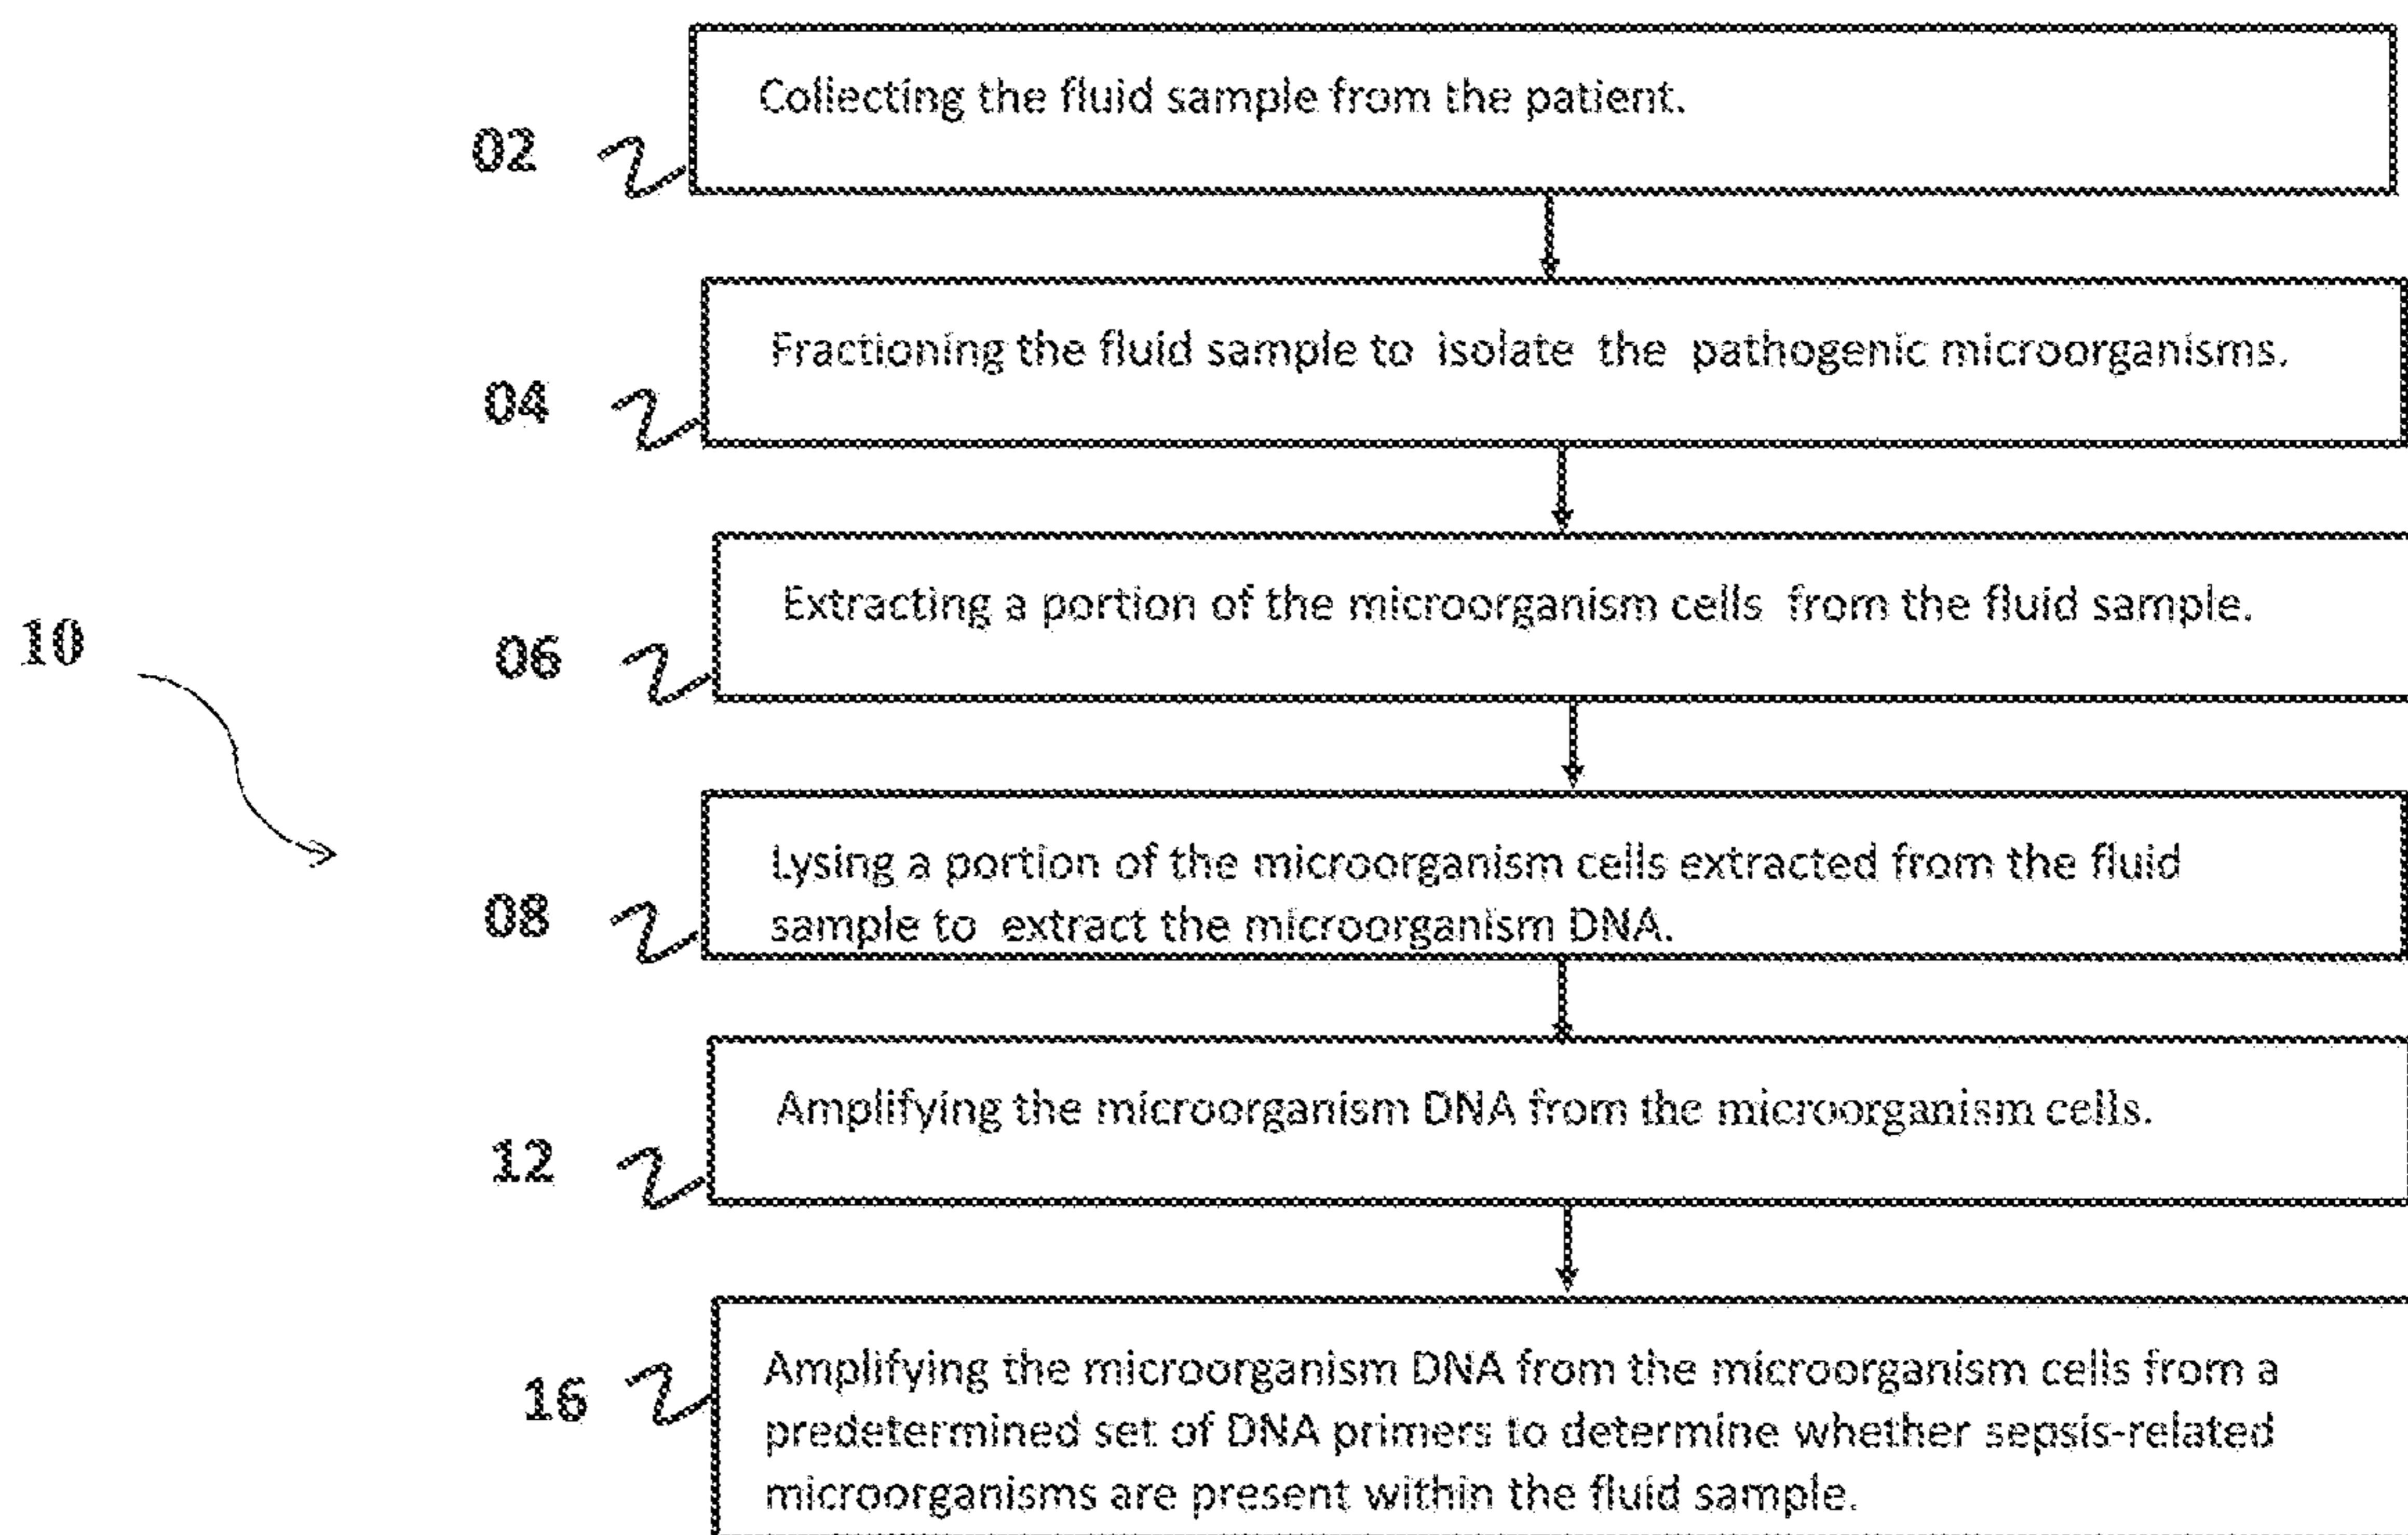 Collecting the fluid sample from the patient.
02
Fractioning the fluid sample to isolate the pathogenic microorganisms.
04
Extracting a portion of the microorganism cells from the fluid sample.
10
06
Lysing a portion of the microorganism cells extracted from the fluid
sample to extract the microorganism DNA.
08
Amplifying the microorganism DNA from the microorganism cells.
12
Amplifying the microorganism DNA from the microorganism cells from a
16
predetermined set of DNA primers to determine whether sepsis-related
microorganisms are present within the fluid sample.